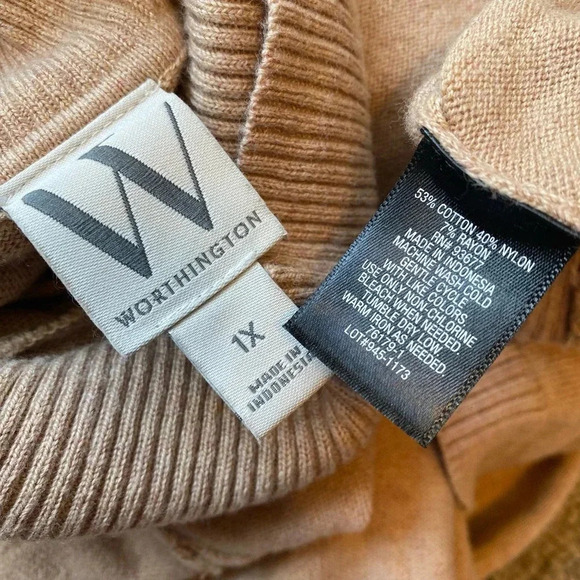 W
WORTHINGTON
1X
MADE IN
INDONESIA
53% COTTON 40% NYLON
7% RAYON
RN# 93677
MADE IN INDONESIA
MACHINE WASH COLD
GENTLE CYCLE
WITH LIKE COLORS.
USE ONLY NON-CHLORINE
BLEACH WHEN NEEDED.
TUMBLE DRY LOW.
WARM IRON AS NEEDED.
76778-1
LOT#945-1173